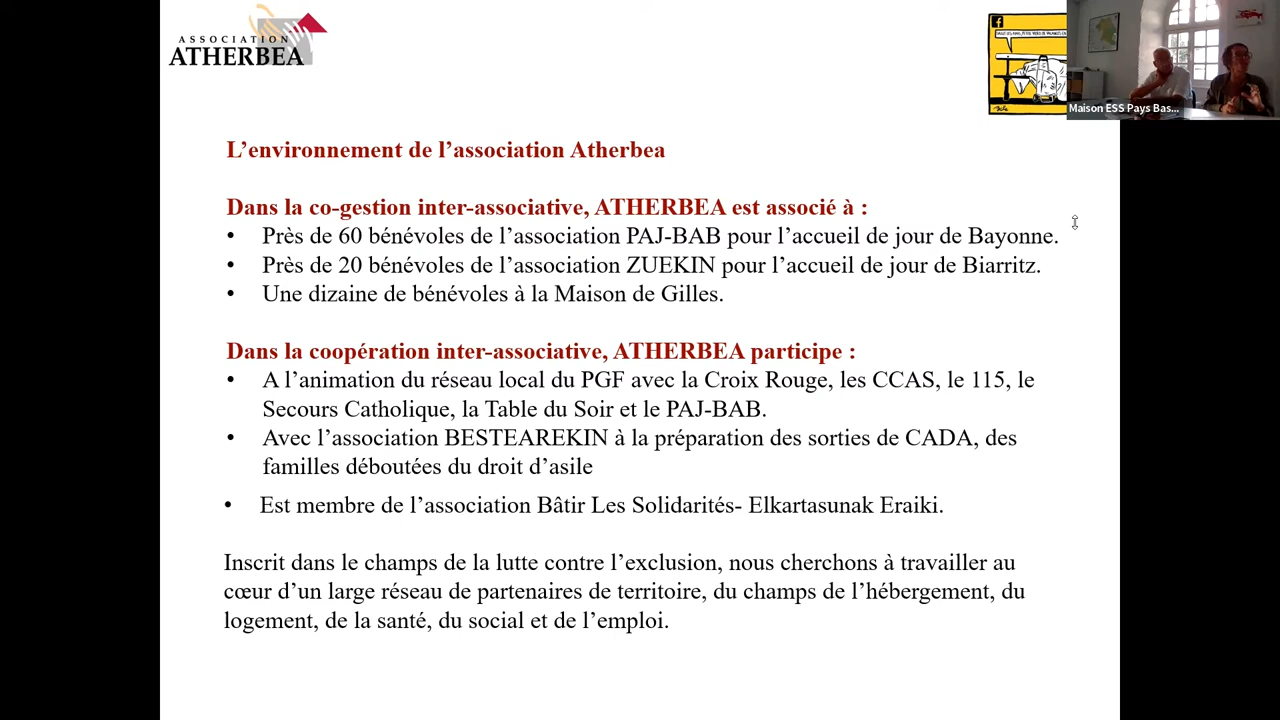 ASSOCIATION
ATHERBEA
Maison ESS Pays Bas...
L’environnement de l’association Atherbea
Dans la co-gestion inter-associative, ATHERBEA est associé à :
• Près de 60 bénévoles de l’association PAJ-BAB pour l’accueil de jour de Bayonne.
• Près de 20 bénévoles de l’association ZUEKIN pour l’accueil de jour de Biarritz.
• Une dizaine de bénévoles à la Maison de Gilles.
Dans la coopération inter-associative, ATHERBEA participe :
• A l’animation du réseau local du PGF avec la Croix Rouge, les CCAS, le 115, le
Secours Catholique, la Table du Soir et le PAJ-BAB.
• Avec l’association BESTEAREKIN à la préparation des sorties de CADA, des
familles déboutées du droit d’asile
• Est membre de l’association Bâtir Les Solidarités- Elkartasunak Eraiki.
Inscrit dans le champs de la lutte contre l’exclusion, nous cherchons à travailler au
cœur d’un large réseau de partenaires de territoire, du champs de l’hébergement, du
logement, de la santé, du social et de l’emploi.